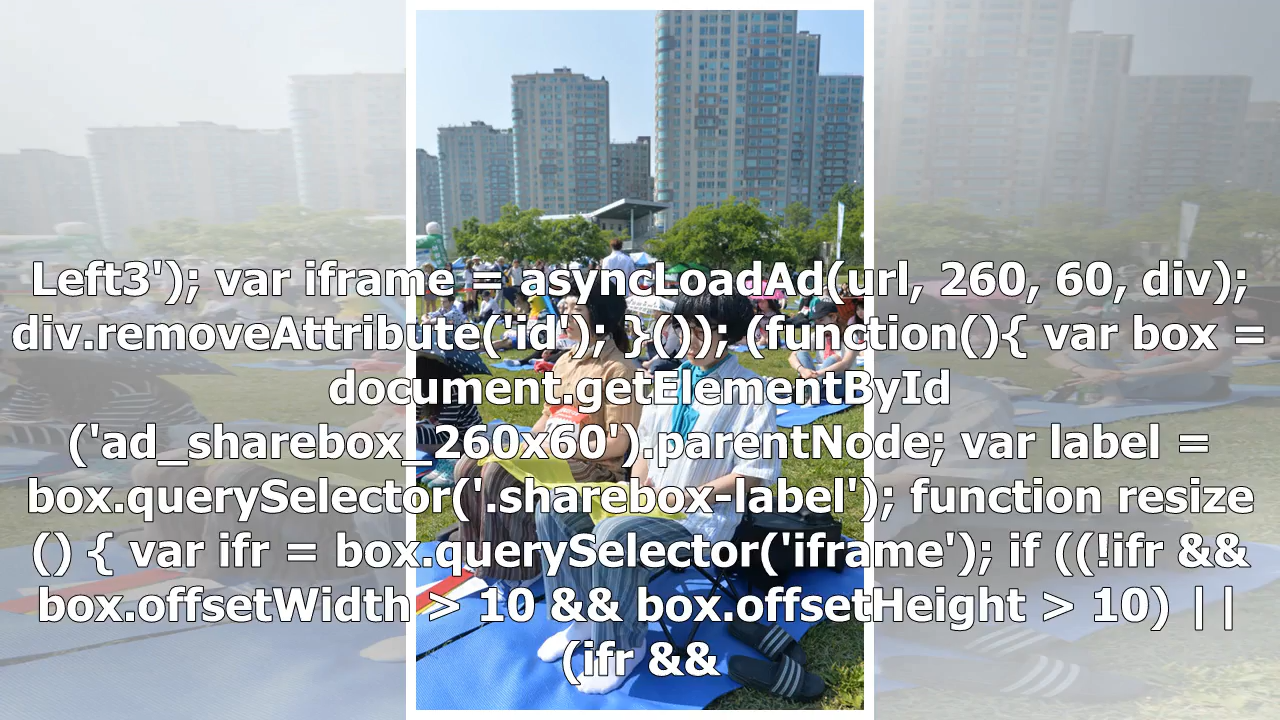 Left3'); var iframe = asyncLoadAd(url, 260, 60, div);
div.removeAttribute('id'); }()); (function(){ var box =
document.getElementById
('ad_sharebox_260x60').parentNode; var label =
box.querySelector('.sharebox-label'); function resize
() { var ifr = box.querySelector('iframe'); if ((!ifr &&
box.offsetWidth > 10 && box.offsetHeight > 10) ||
(ifr &&